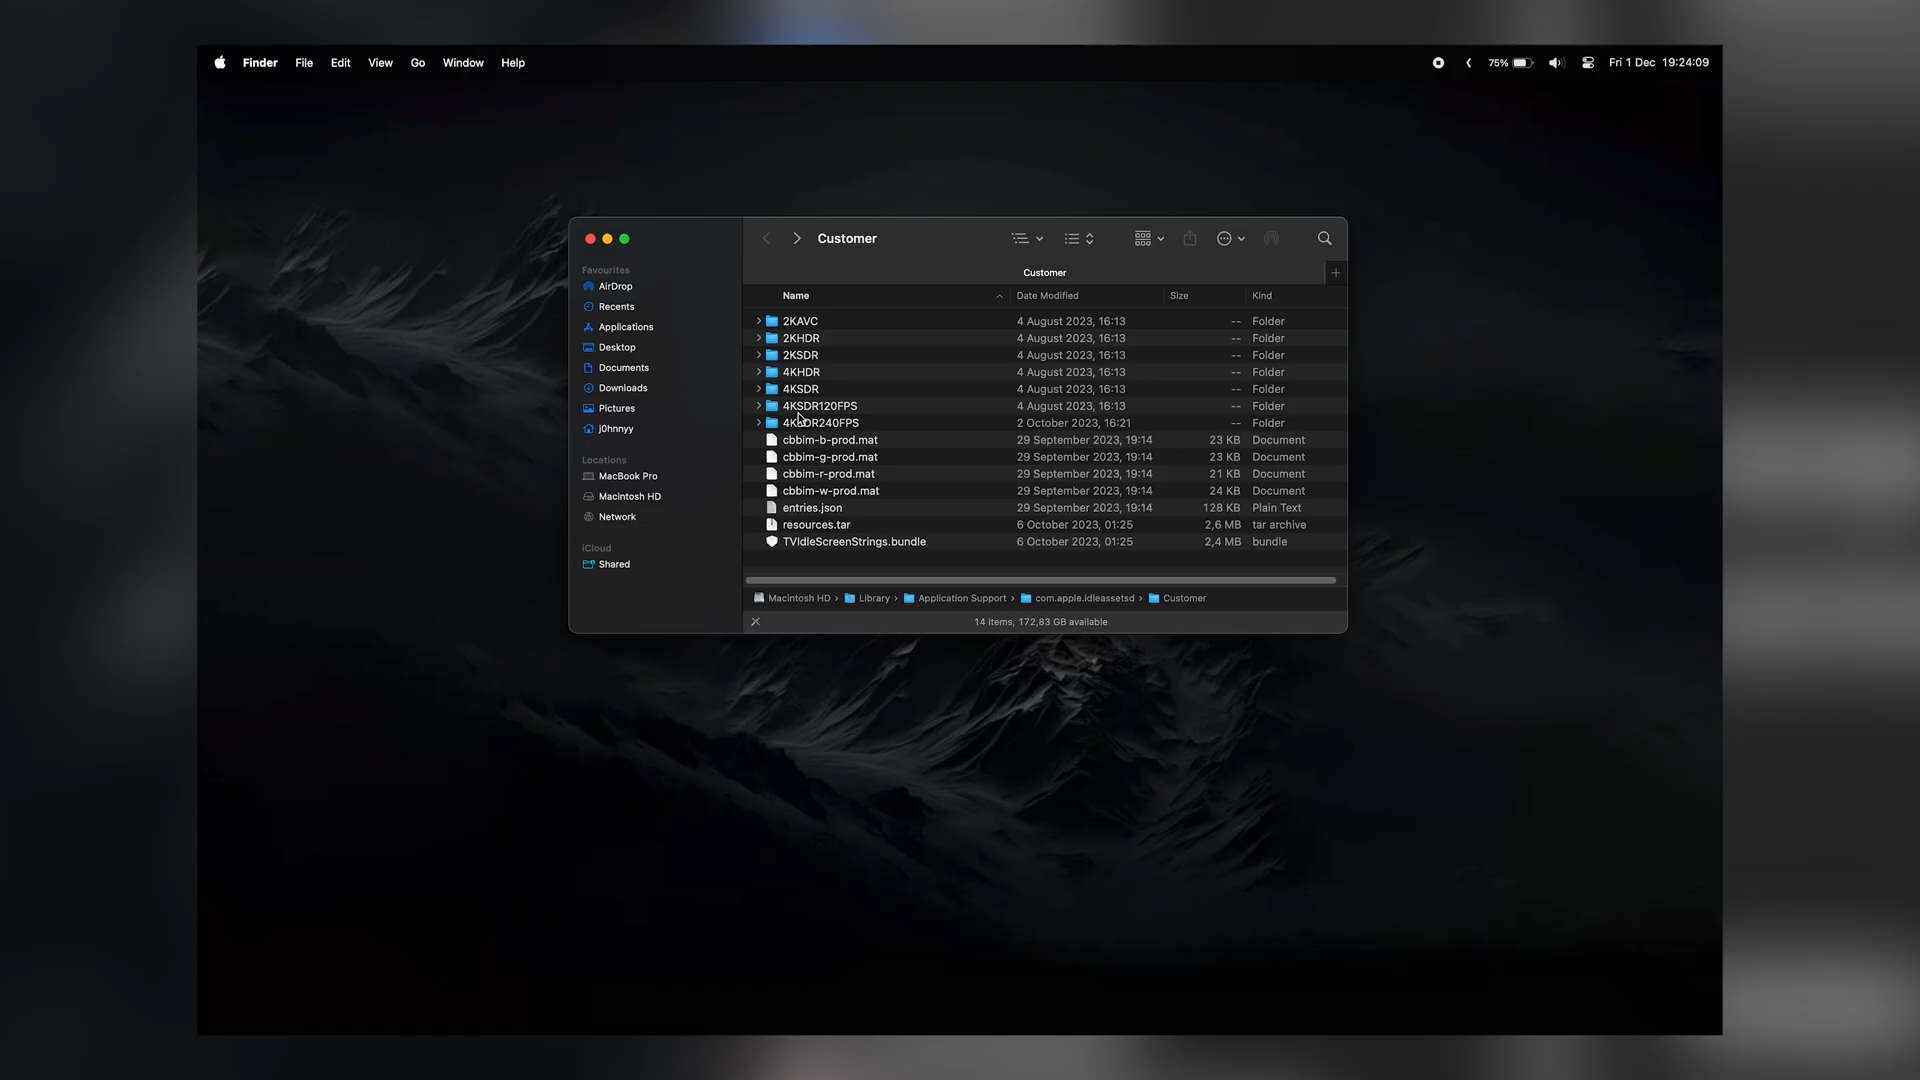 Finder File Edit View Go Window Help 75% Fri 1 Dec 19:24:09
Customer
Customer
Favourites
AirDrop
Recents
Applications
Desktop
Documents
Downloads
Pictures
j0hnnyy
Locations
MacBook Pro
Macintosh HD
Network
iCloud
Shared
Name Date Modified Size Kind
2KAVC 4 August 2023, 16:13 -- Folder
2KHDR 4 August 2023, 16:13 -- Folder
2KSDR 4 August 2023, 16:13 -- Folder
4KHDR 4 August 2023, 16:13 -- Folder
4KSDR 4 August 2023, 16:13 -- Folder
4KSDR120FPS 4 August 2023, 16:13 -- Folder
4KSDR240FPS 2 October 2023, 16:21 -- Folder
cbbim-b-prod.mat 29 September 2023, 19:14 23 KB Document
cbbim-g-prod.mat 29 September 2023, 19:14 23 KB Document
cbbim-r-prod.mat 29 September 2023, 19:14 21 KB Document
cbbim-w-prod.mat 29 September 2023, 19:14 24 KB Document
entries.json 29 September 2023, 19:14 128 KB Plain Text
resources.tar 6 October 2023, 01:25 2,6 MB tar archive
TVIdleScreenStrings.bundle 6 October 2023, 01:25 2,4 MB bundle
Macintosh HD › Library › Application Support › com.apple.idleassetsd › Customer
14 items, 172,83 GB available